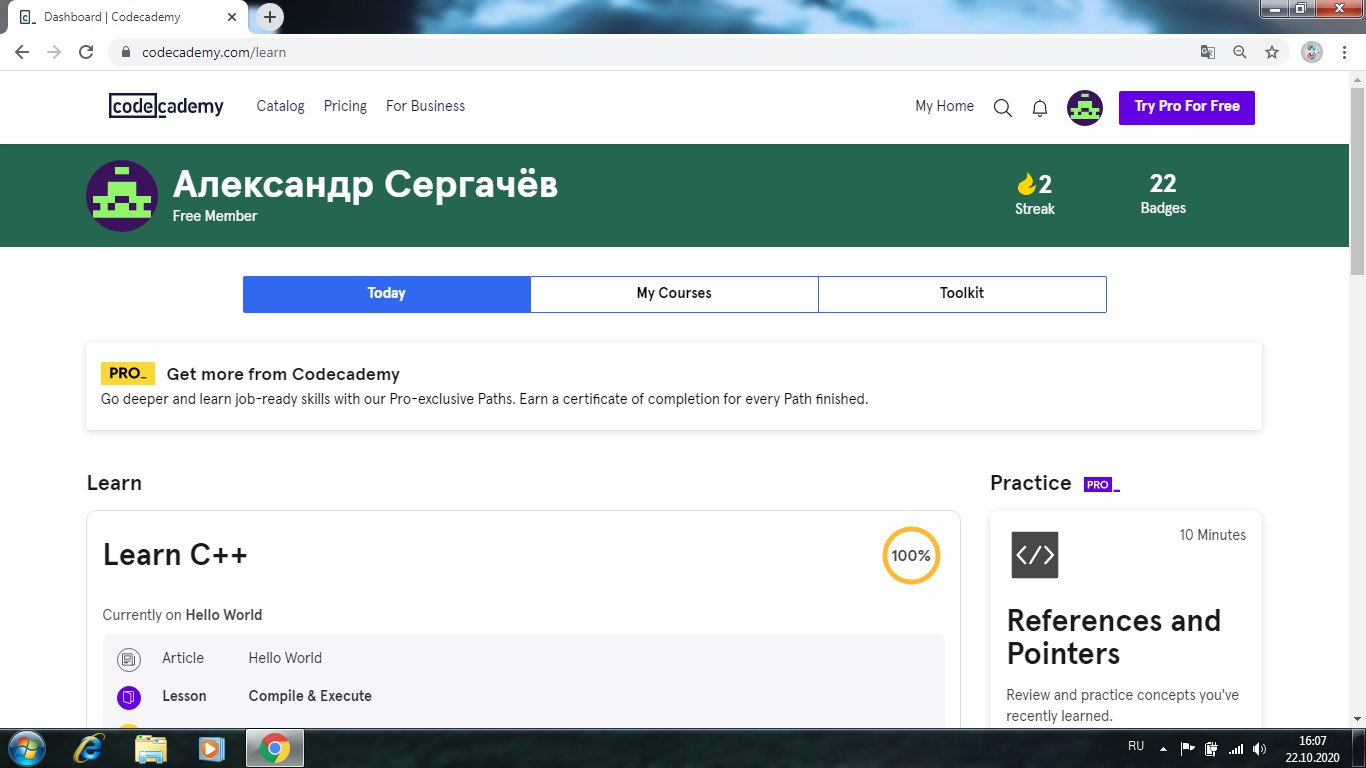 Dashboard | Codecademy
codecademy.com/learn
codecademy
Catalog
Pricing
For Business
My Home
Try Pro For Free
Александр Сергачёв
Free Member
2
Streak
22
Badges
Today
My Courses
Toolkit
PRO_
Get more from Codecademy
Go deeper and learn job-ready skills with our Pro-exclusive Paths. Earn a certificate of completion for every Path finished.
Learn
Practice
PRO_
Learn C++
100%
Currently on Hello World
Article
Hello World
Lesson
Compile & Execute
10 Minutes
</>
References and
Pointers
Review and practice concepts you've
recently learned.
RU
16:07
22.10.2020